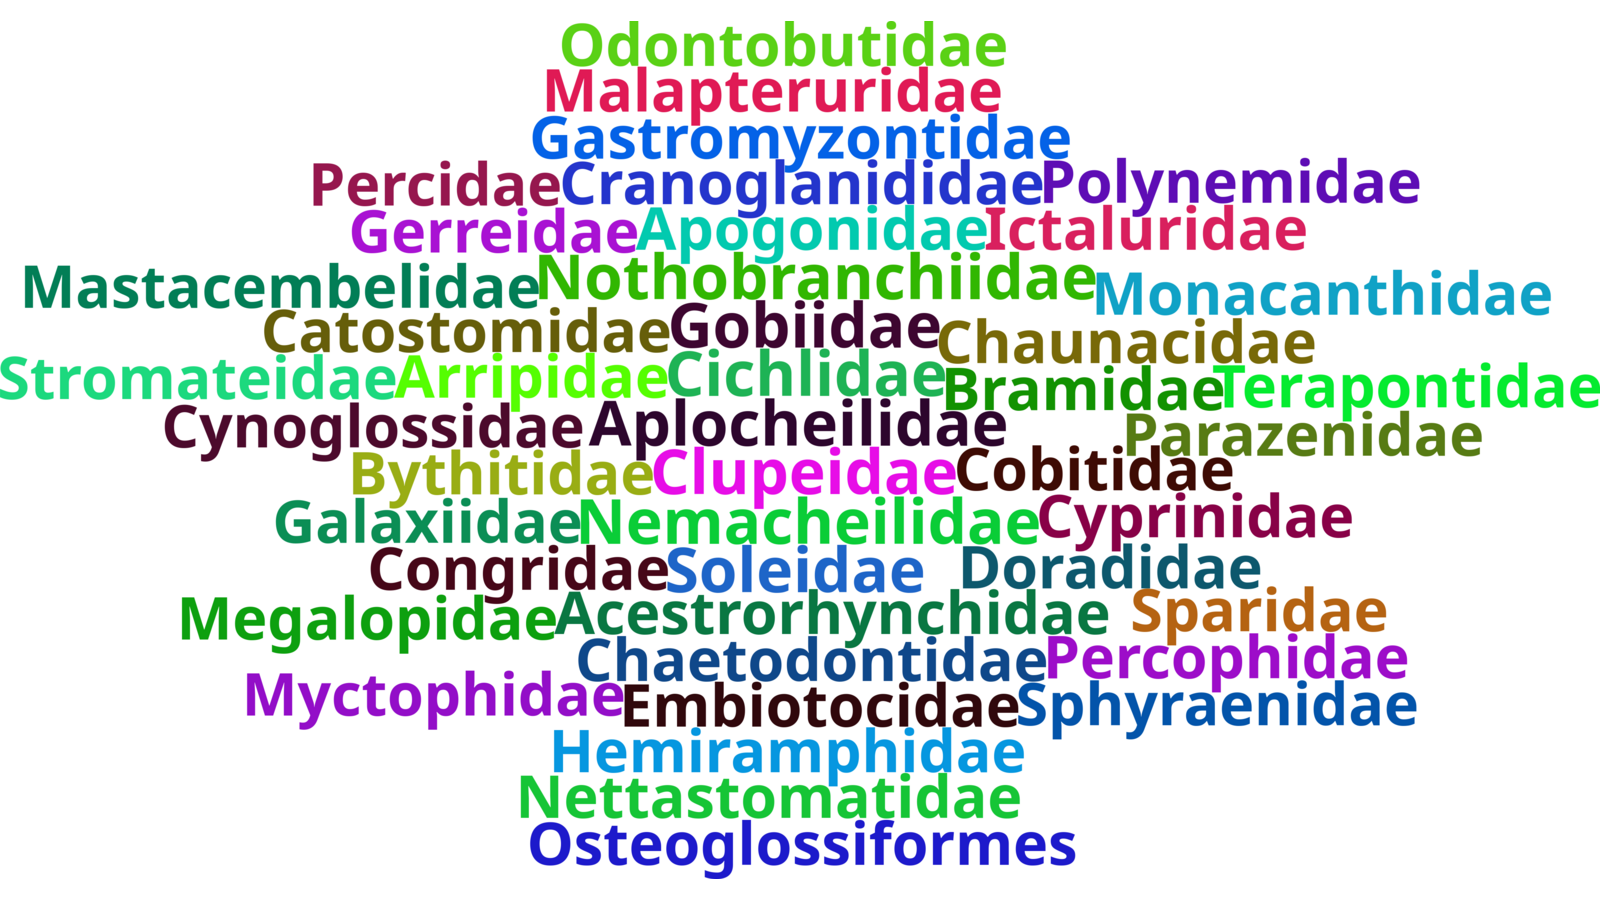 Odontobutidae
Malapteruridae
Gastromyzontidae
Percidae Cranoglanididae Polynemidae
Gerreidae Apogonidae Ictaluridae
Mastacembelidae Nothobranchiidae Monacanthidae
Catostomidae Gobiidae Chaunacidae
Stromateidae Arripidae Cichlidae Bramidae Terapontidae
Cynoglossidae Aplocheilidae Parazenidae
Bythitidae Clupeidae Cobitidae
Galaxiidae Nemacheilidae Cyprinidae
Congridae Soleidae Doradidae
Megalopidae Acestrorhynchidae Sparidae
Chaetodontidae Percophidae
Myctophidae Embiotocidae Sphyraenidae
Hemiramphidae
Nettastomatidae
Osteoglossiformes